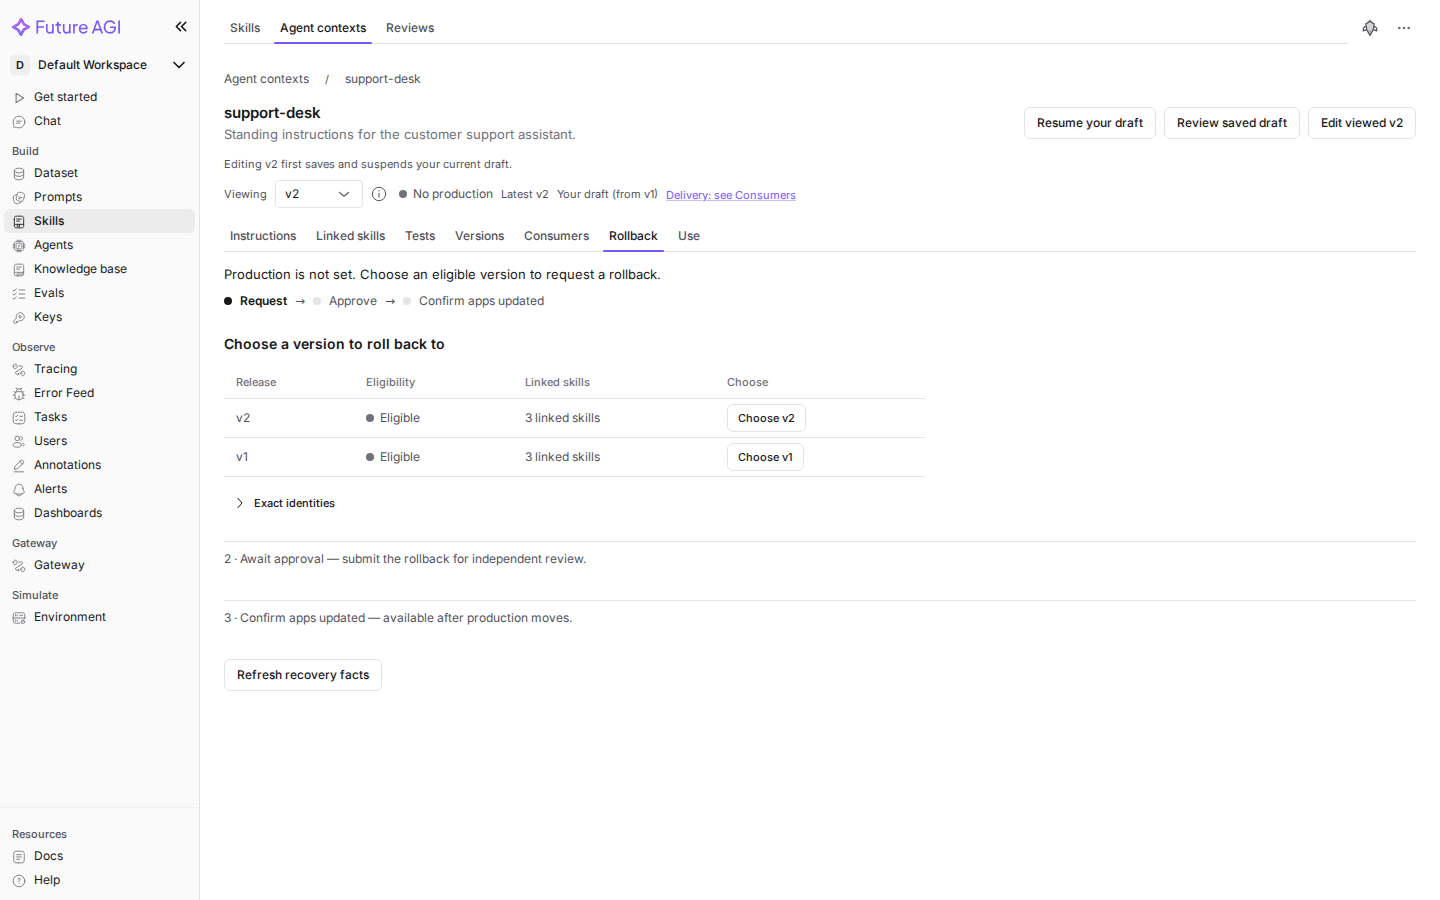 Future AGI
D Default Workspace
Get started
Chat
Build
Dataset
Prompts
Skills
Agents
Knowledge base
Evals
Keys
Observe
Tracing
Error Feed
Tasks
Users
Annotations
Alerts
Dashboards
Gateway
Gateway
Simulate
Environment
Resources
Docs
Help
Skills Agent contexts Reviews
Agent contexts / support-desk
support-desk
Standing instructions for the customer support assistant.
Resume your draft Review saved draft Edit viewed v2
Editing v2 first saves and suspends your current draft.
Viewing v2 No production Latest v2 Your draft (from v1) Delivery: see Consumers
Instructions Linked skills Tests Versions Consumers Rollback Use
Production is not set. Choose an eligible version to request a rollback.
Request → Approve → Confirm apps updated
Choose a version to roll back to
Release Eligibility Linked skills Choose
v2 Eligible 3 linked skills Choose v2
v1 Eligible 3 linked skills Choose v1
Exact identities
2 · Await approval — submit the rollback for independent review.
3 · Confirm apps updated — available after production moves.
Refresh recovery facts